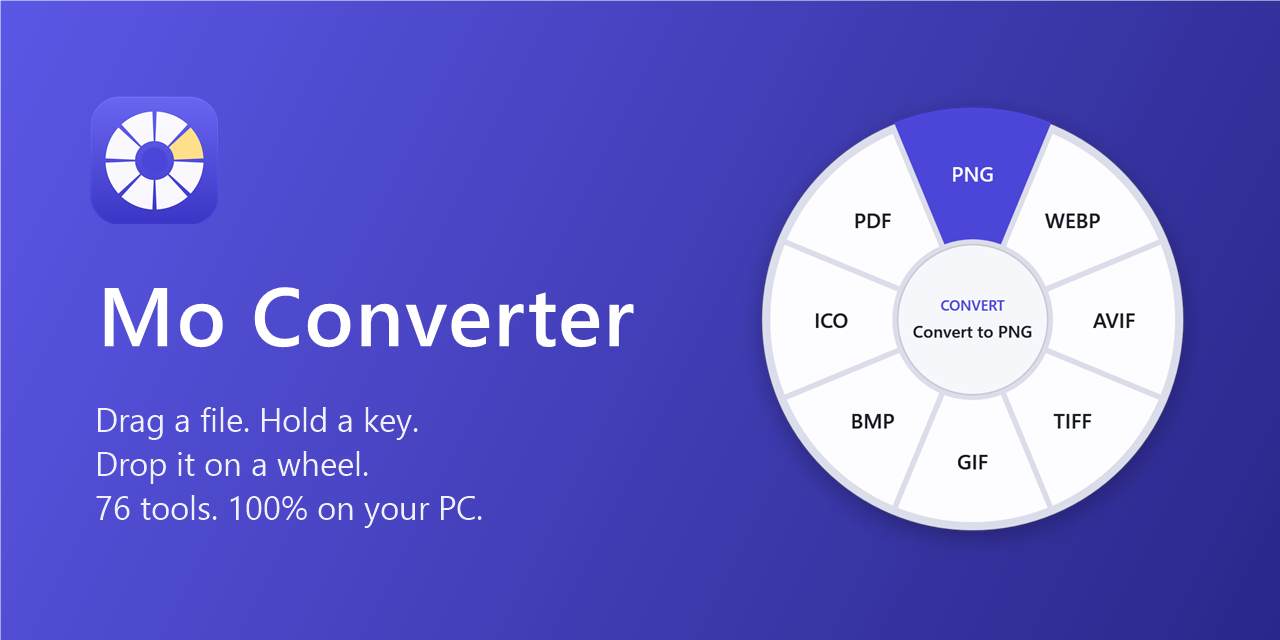 Mo Converter
Drag a file. Hold a key.
Drop it on a wheel.
76 tools. 100% on your PC.
PNG
WEBP
AVIF
TIFF
GIF
BMP
ICO
PDF
CONVERT
Convert to PNG